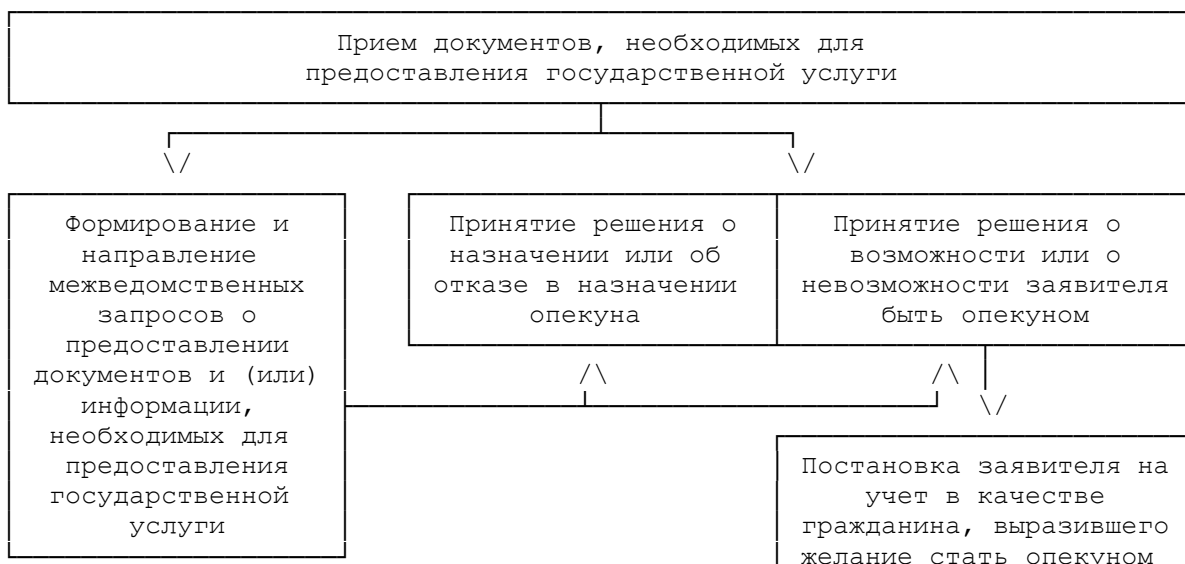 Прием документов, необходимых для
предоставления государственной услуги
Формирование и
направление
межведомственных
запросов о
предоставлении
документов и (или)
информации,
необходимых для
предоставления
государственной
услуги
Принятие решения о
назначении или об
отказе в назначении
опекуна
Принятие решения о
возможности или о
невозможности заявителя
быть опекуном
Постановка заявителя на
учет в качестве
гражданина, выразившего
желание стать опекуном